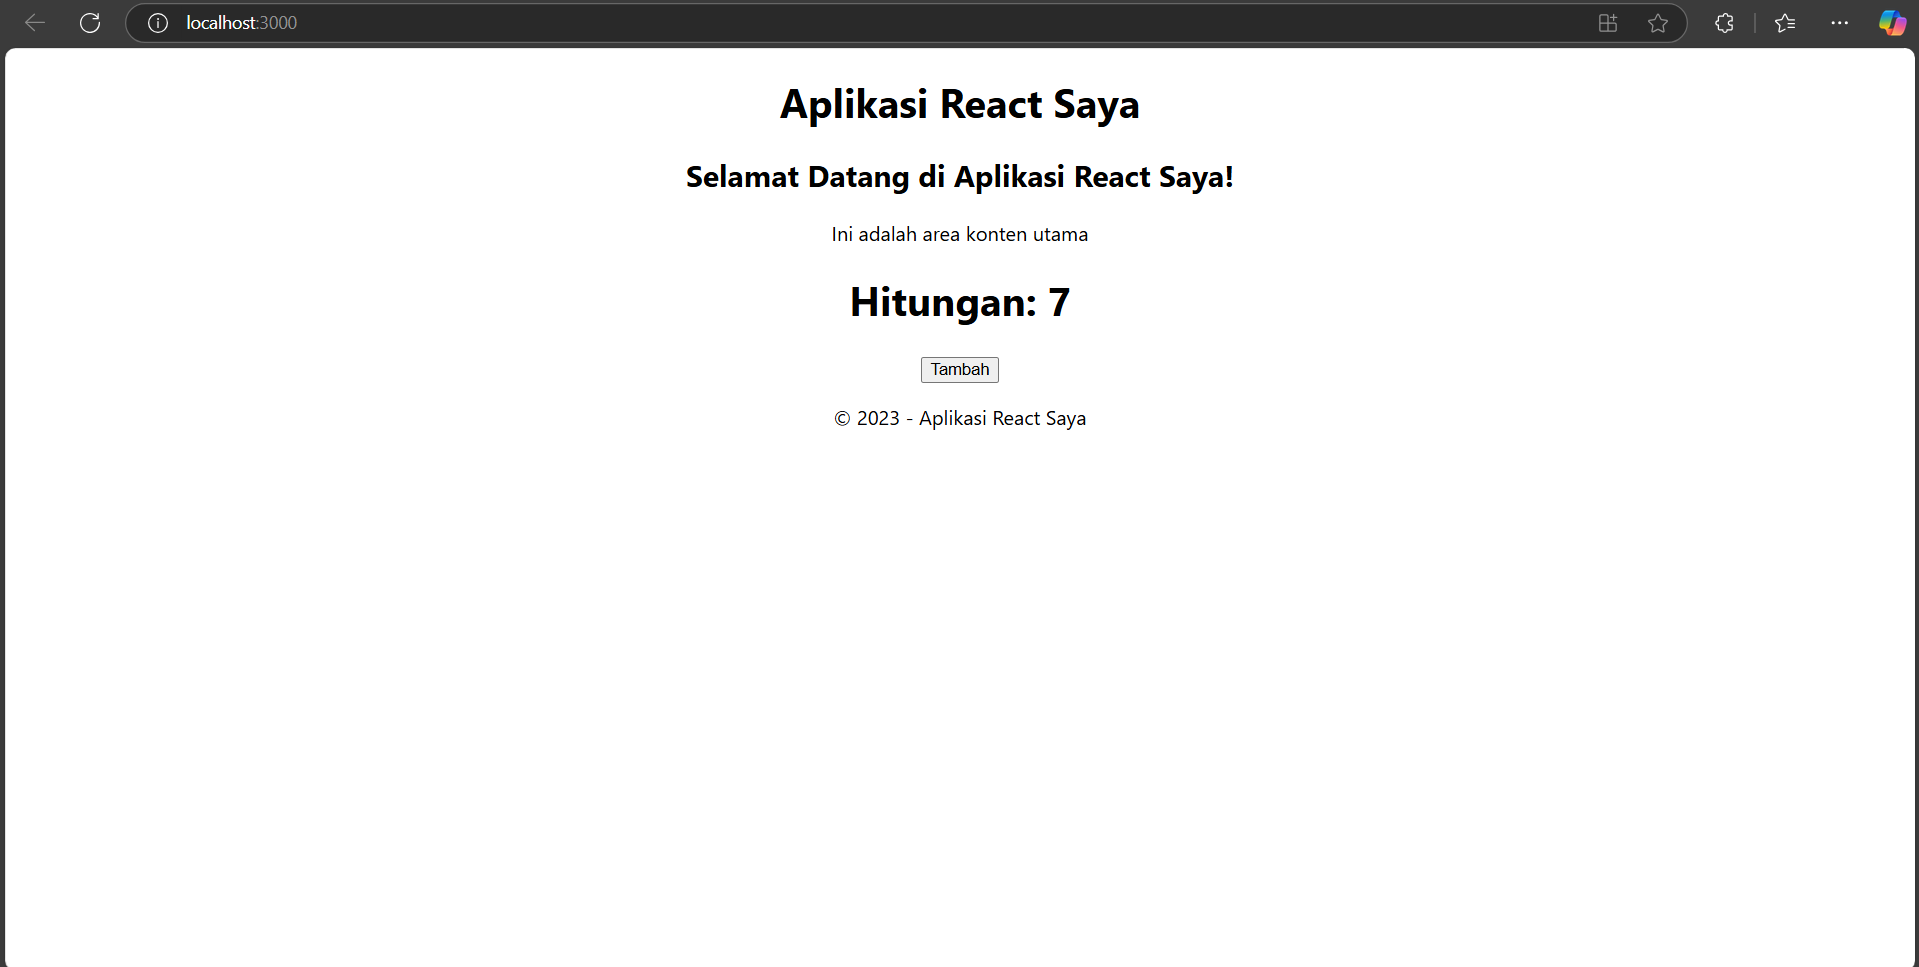 localhost:3000
Aplikasi React Saya
Selamat Datang di Aplikasi React Saya!
Ini adalah area konten utama
Hitungan: 7
Tambah
© 2023 - Aplikasi React Saya